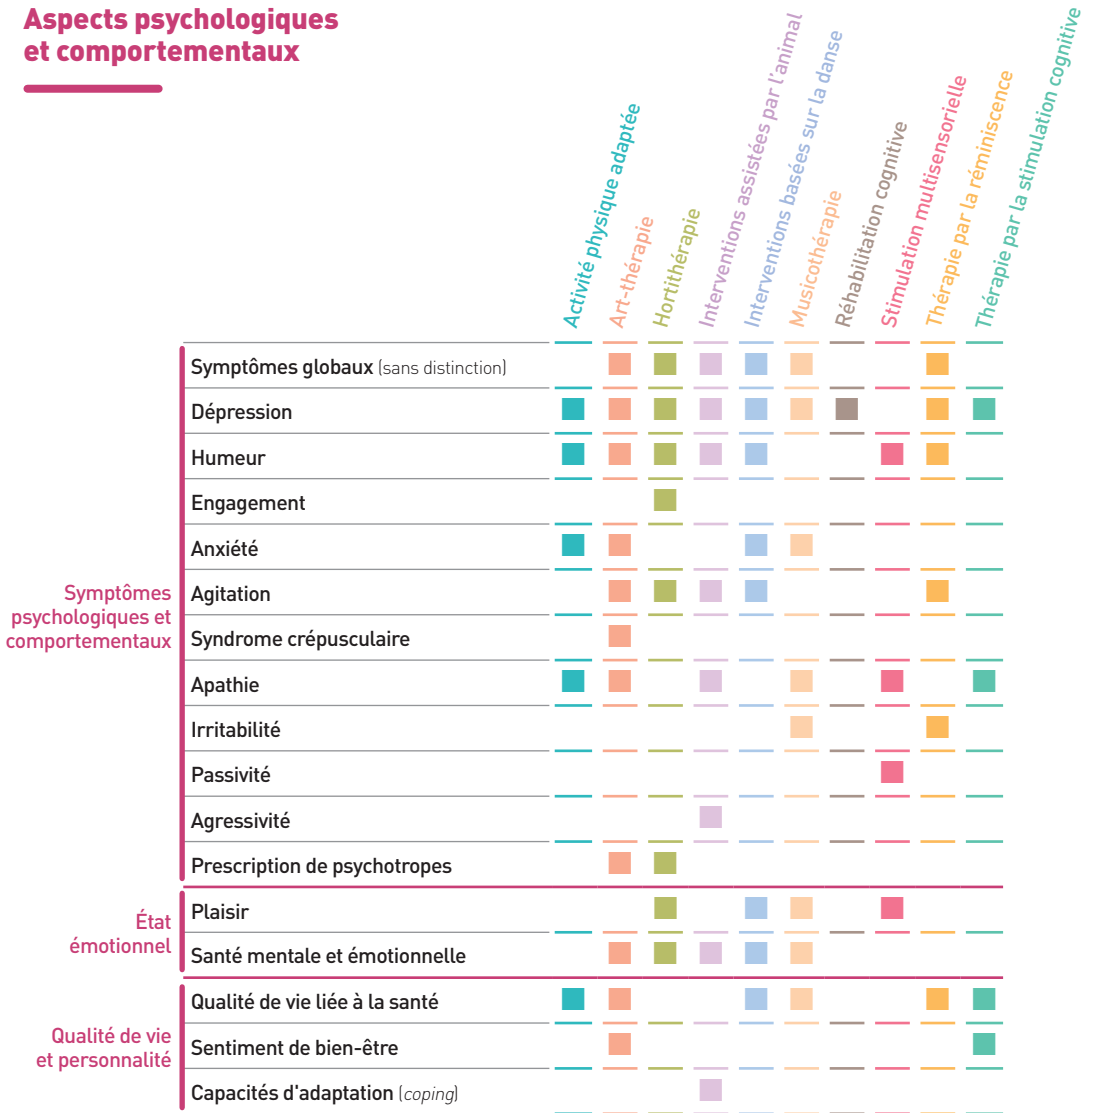 Aspects psychologiques
et comportementaux
Activité physique adaptée
Art-thérapie
Hortithérapie
Interventions assistées par l'animal
Interventions basées sur la danse
Musicothérapie
Réhabilitation cognitive
Stimulation multisensorielle
Thérapie par la réminiscence
Thérapie par la stimulation cognitive
Symptômes
psychologiques et
comportementaux
Symptômes globaux (sans distinction)
Dépression
Humeur
Engagement
Anxiété
Agitation
Syndrome crépusculaire
Apathie
Irritabilité
Passivité
Agressivité
Prescription de psychotropes
État
émotionnel
Plaisir
Santé mentale et émotionnelle
Qualité de vie
et personnalité
Qualité de vie liée à la santé
Sentiment de bien-être
Capacités d'adaptation (coping)